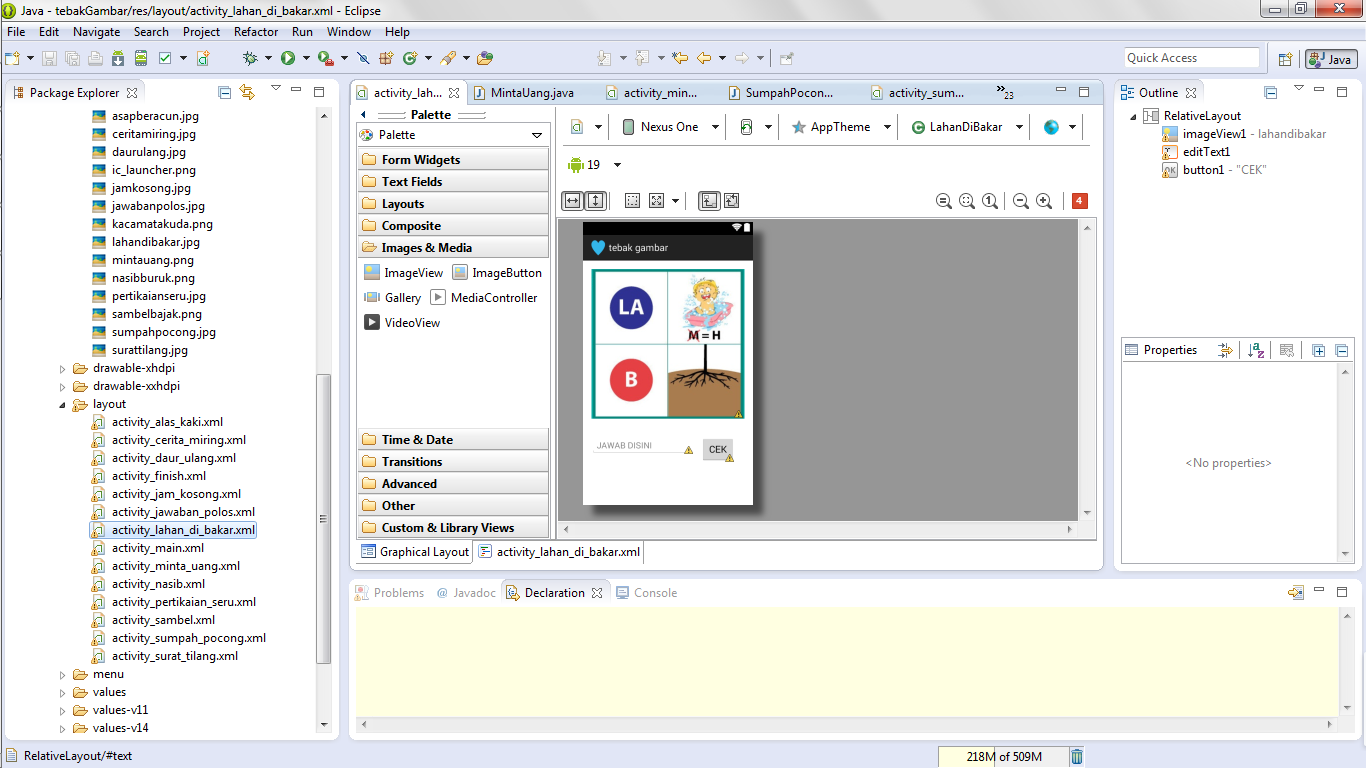 Java - tebakGambar/res/layout/activity_lahan_di_bakar.xml - Eclipse
File Edit Navigate Search Project Refactor Run Window Help
Quick Access
Java
Package Explorer
asapberacun.jpg
ceritamiring.jpg
daurulang.jpg
ic_launcher.png
jamkosong.jpg
jawabanpolos.jpg
kacamatakuda.png
lahandibakar.jpg
mintauang.png
nasibburuk.png
pertikaianseru.jpg
sambelbajak.png
sumpahpocong.jpg
surattilang.jpg
drawable-xhdpi
drawable-xxhdpi
layout
activity_alas_kaki.xml
activity_cerita_miring.xml
activity_daur_ulang.xml
activity_finish.xml
activity_jam_kosong.xml
activity_jawaban_polos.xml
activity_lahan_di_bakar.xml
activity_main.xml
activity_minta_uang.xml
activity_nasib.xml
activity_pertikaian_seru.xml
activity_sambel.xml
activity_sumpah_pocong.xml
activity_surat_tilang.xml
menu
values
values-v11
values-v14
activity_lah... MintaUang.java activity_min... SumpahPocon... activity_sum... »23
Palette
Palette
Form Widgets
Text Fields
Layouts
Composite
Images & Media
ImageView ImageButton
Gallery MediaController
VideoView
Time & Date
Transitions
Advanced
Other
Custom & Library Views
Nexus One AppTheme LahanDiBakar
19
4
tebak gambar
LA
M = H
B
JAWAB DISINI CEK
Graphical Layout activity_lahan_di_bakar.xml
Outline
RelativeLayout
imageView1 - lahandibakar
editText1
OK button1 - "CEK"
Properties
<No properties>
Problems @ Javadoc Declaration Console
RelativeLayout/#text
218M of 509M